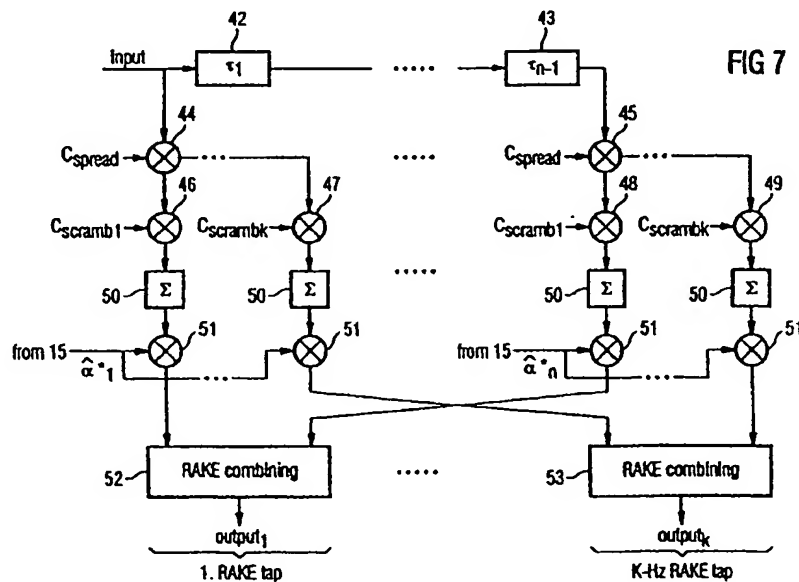 42
43
Input
τ1
.....
τn-1
FIG 7
44
45
Cspread
...
.....
Cspread
...
46
47
48
49
Cscramb1
Cscrambk
Cscramb1
Cscrambk
.....
50
Σ
50
Σ
50
Σ
50
Σ
51
51
51
51
from 15
α̂*1
...
from 15
α̂*n
...
52
RAKE combining
.....
53
RAKE combining
output1
outputk
1. RAKE tap
K-Hz RAKE tap